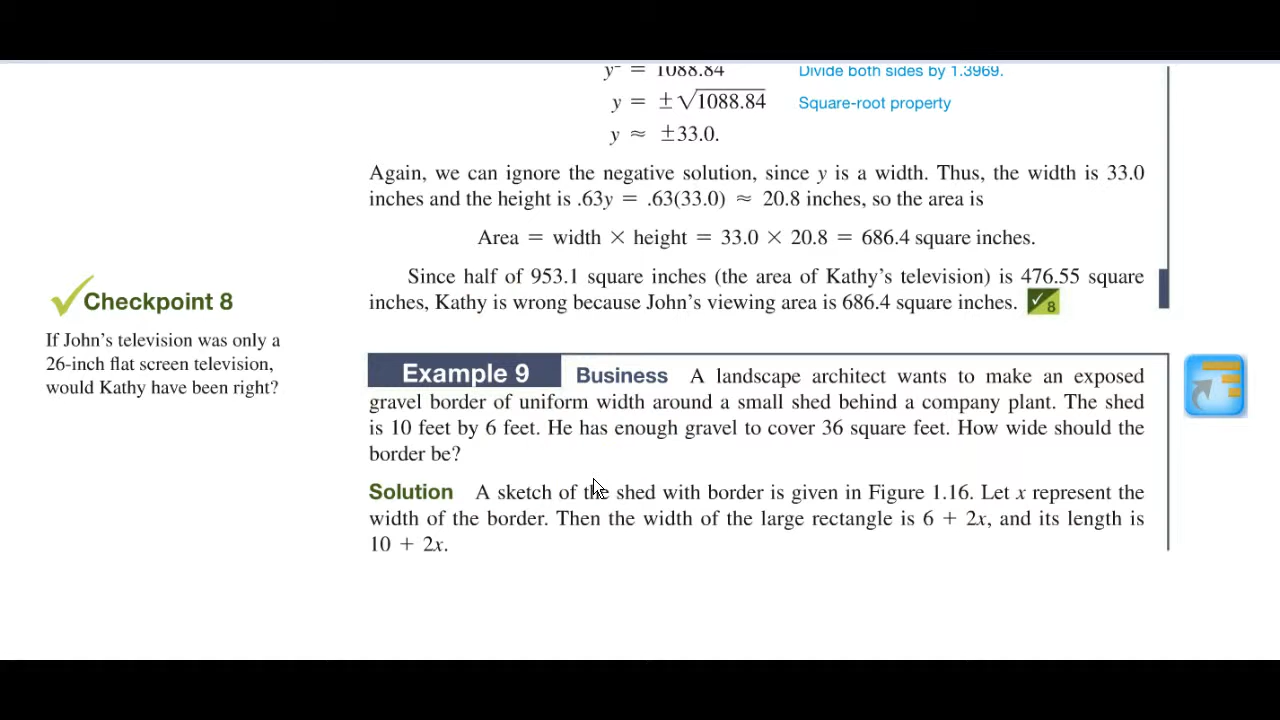 y² = 1088.84 Divide both sides by 1.3969.
y = ±√1088.84 Square-root property
y ≈ ±33.0.
Again, we can ignore the negative solution, since y is a width. Thus, the width is 33.0
inches and the height is .63y = .63(33.0) ≈ 20.8 inches, so the area is
Area = width × height = 33.0 × 20.8 = 686.4 square inches.
Since half of 953.1 square inches (the area of Kathy's television) is 476.55 square
inches, Kathy is wrong because John's viewing area is 686.4 square inches. 8
Checkpoint 8
If John's television was only a
26-inch flat screen television,
would Kathy have been right?
Example 9 Business A landscape architect wants to make an exposed
gravel border of uniform width around a small shed behind a company plant. The shed
is 10 feet by 6 feet. He has enough gravel to cover 36 square feet. How wide should the
border be?
Solution A sketch of the shed with border is given in Figure 1.16. Let x represent the
width of the border. Then the width of the large rectangle is 6 + 2x, and its length is
10 + 2x.